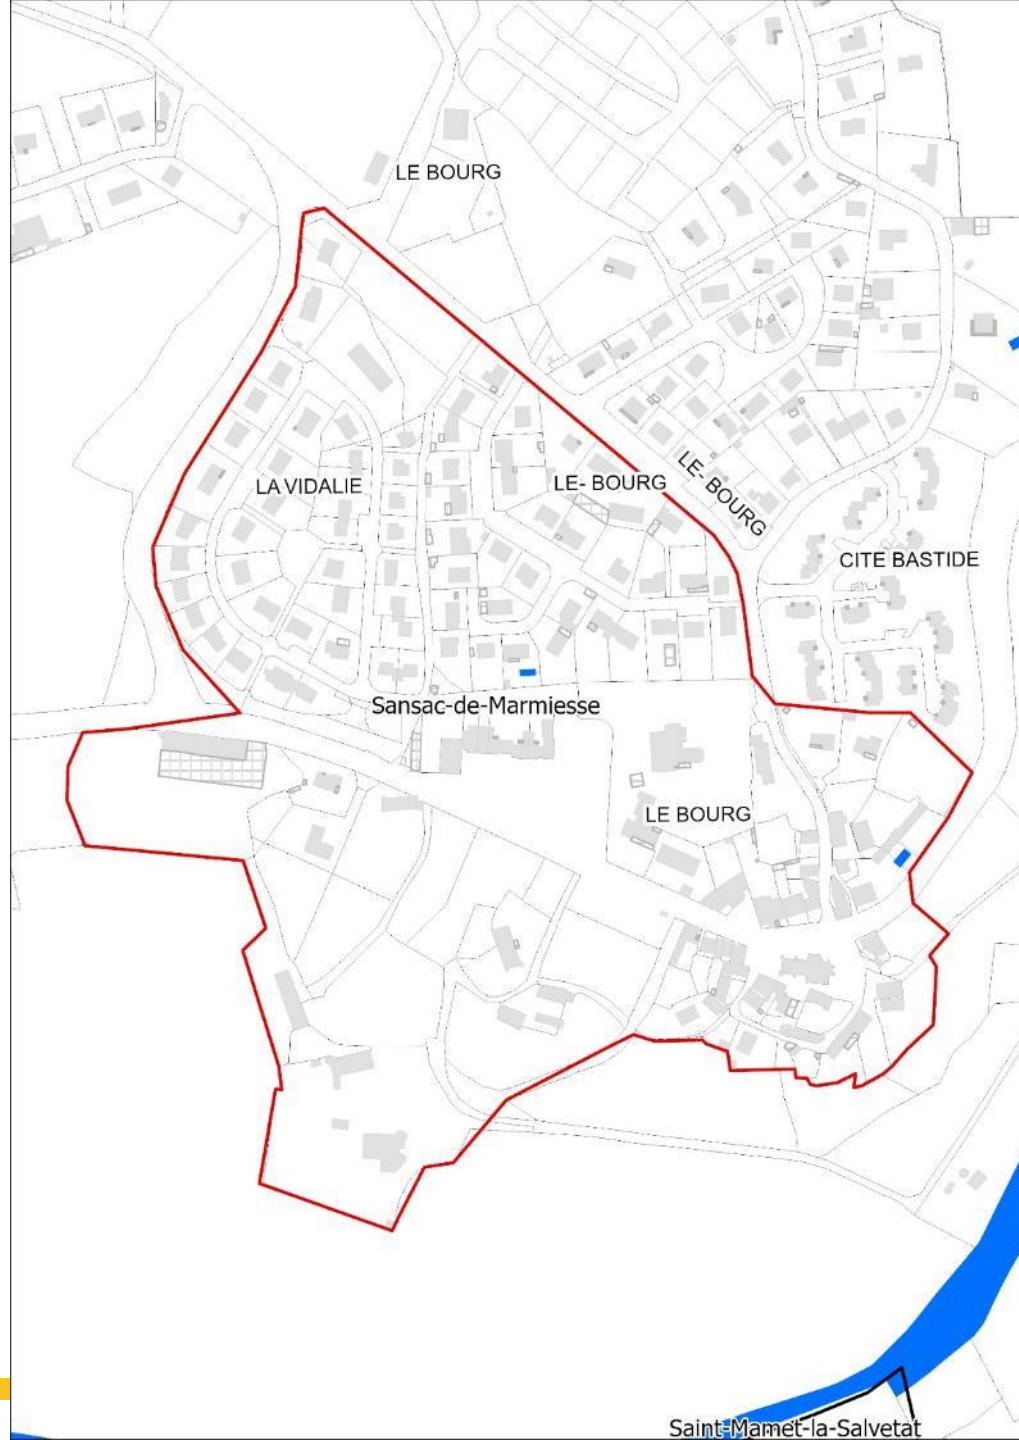 LE BOURG
LA VIDALIE
LE- BOURG
LE- BOURG
CITE BASTIDE
Sansac-de-Marmiesse
LE BOURG
Saint-Mamet-la-Salvetat